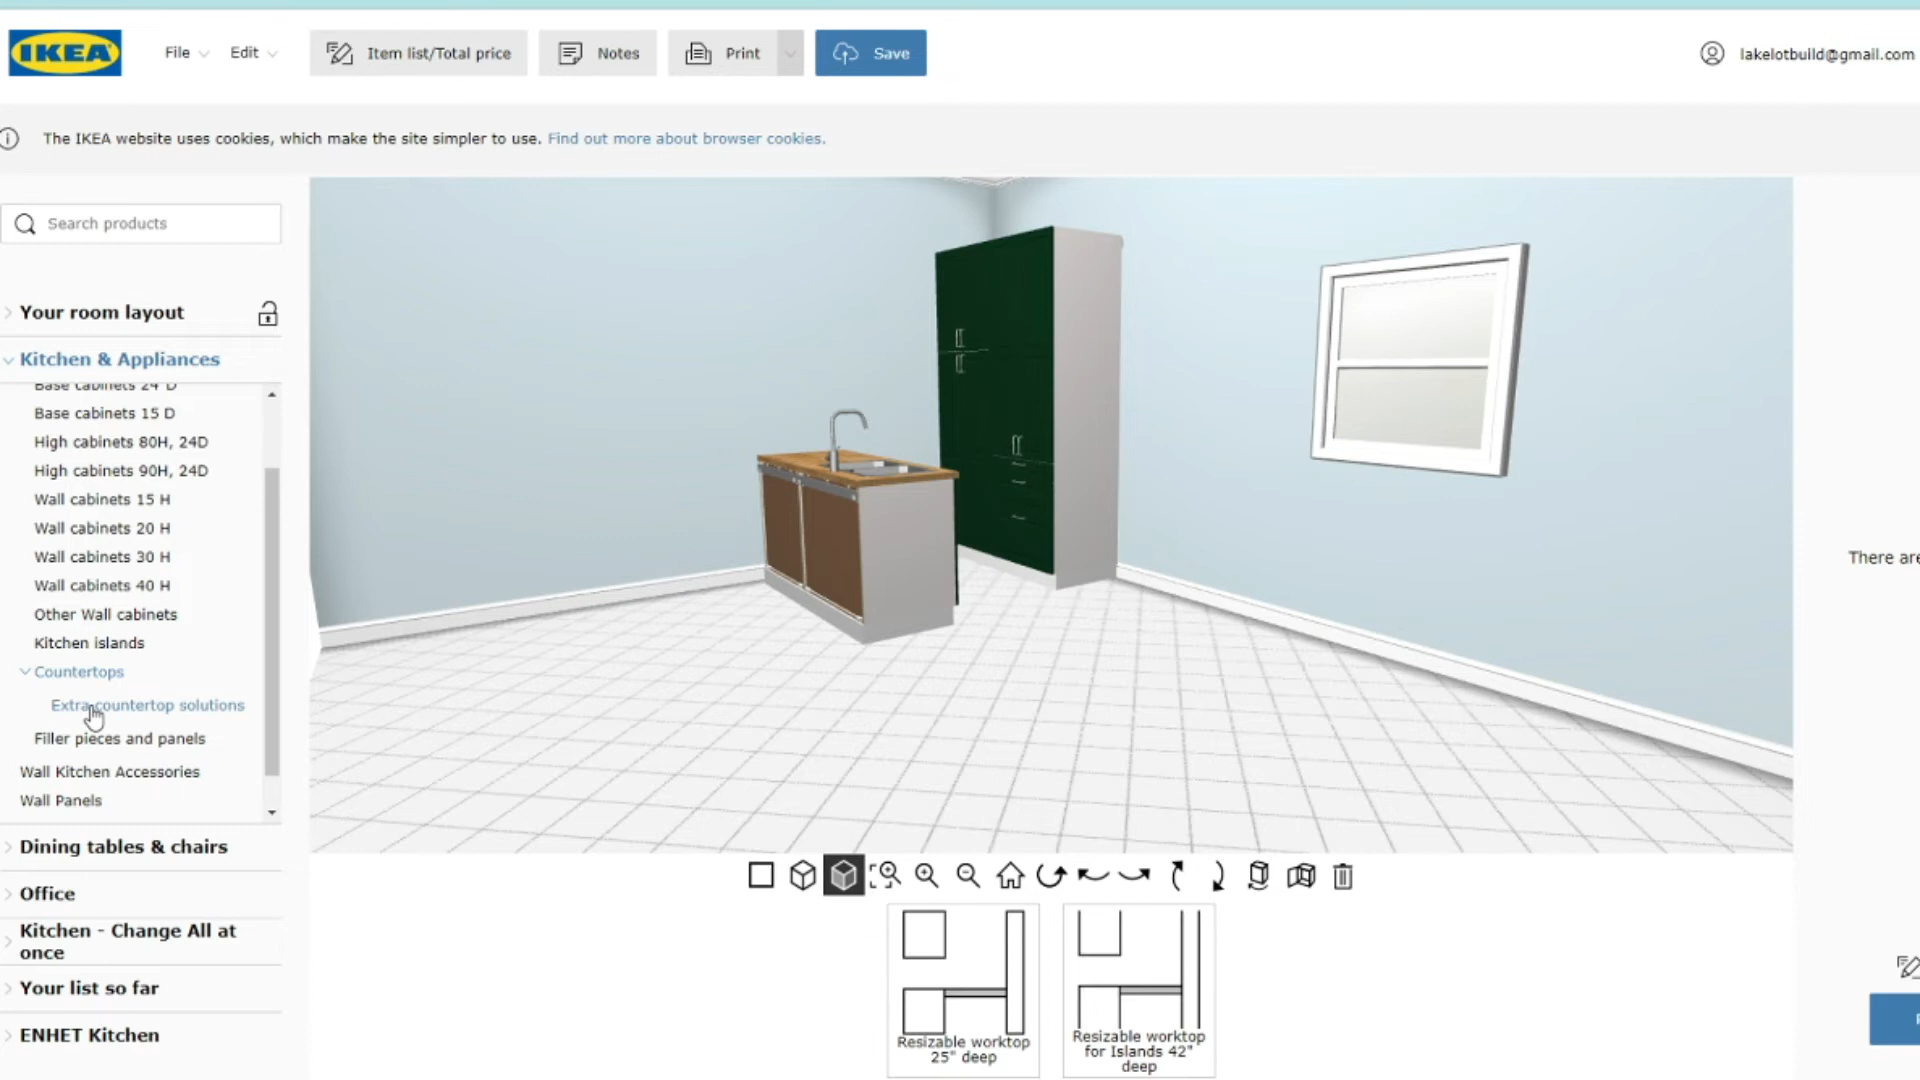 IKEA
File
Edit
Item list/Total price
Notes
Print
Save
lakelotbuild@gmail.com
The IKEA website uses cookies, which make the site simpler to use. Find out more about browser cookies.
Search products
Your room layout
Kitchen & Appliances
Base cabinets 24 D
Base cabinets 15 D
High cabinets 80H, 24D
High cabinets 90H, 24D
Wall cabinets 15 H
Wall cabinets 20 H
Wall cabinets 30 H
Wall cabinets 40 H
Other Wall cabinets
Kitchen islands
Countertops
Extra countertop solutions
Filler pieces and panels
Wall Kitchen Accessories
Wall Panels
Dining tables & chairs
Office
Kitchen - Change All at
once
Your list so far
ENHET Kitchen
There are
Resizable worktop
25" deep
Resizable worktop
for Islands 42"
deep